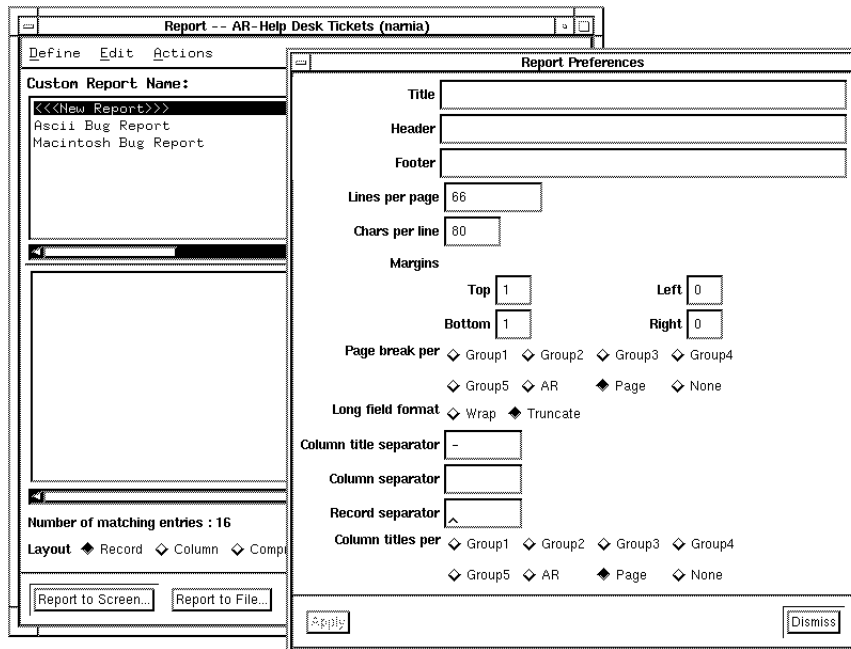 Report -- AR-Help Desk Tickets (narnia)
Define Edit Actions
Custom Report Name:
<<<New Report>>>
Ascii Bug Report
Macintosh Bug Report
Number of matching entries : 16
Layout Record Column
Report to Screen... Report to File...
Report Preferences
Title
Header
Footer
Lines per page 66
Chars per line 80
Margins
Top 1 Left 0
Bottom 1 Right 0
Page break per Group1 Group2 Group3 Group4
Group5 AR Page None
Long field format Wrap Truncate
Column title separator -
Column separator
Record separator
Column titles per Group1 Group2 Group3 Group4
Group5 AR Page None
Apply Dismiss